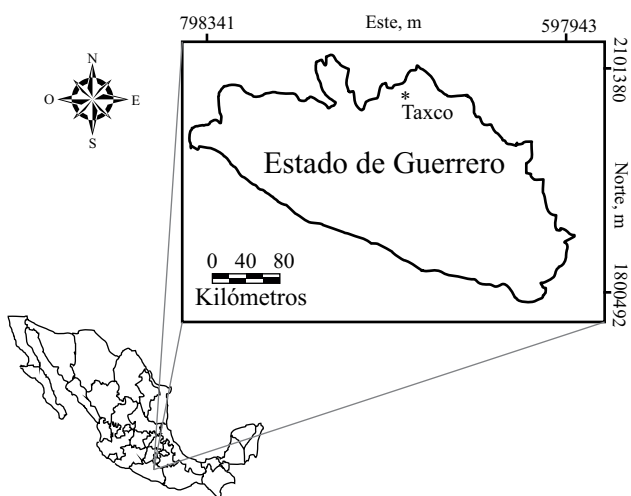 798341 Este, m 597943
2101380
N
O E
S
* Taxco
Estado de Guerrero
Norte, m
0 40 80
Kilómetros
1800492